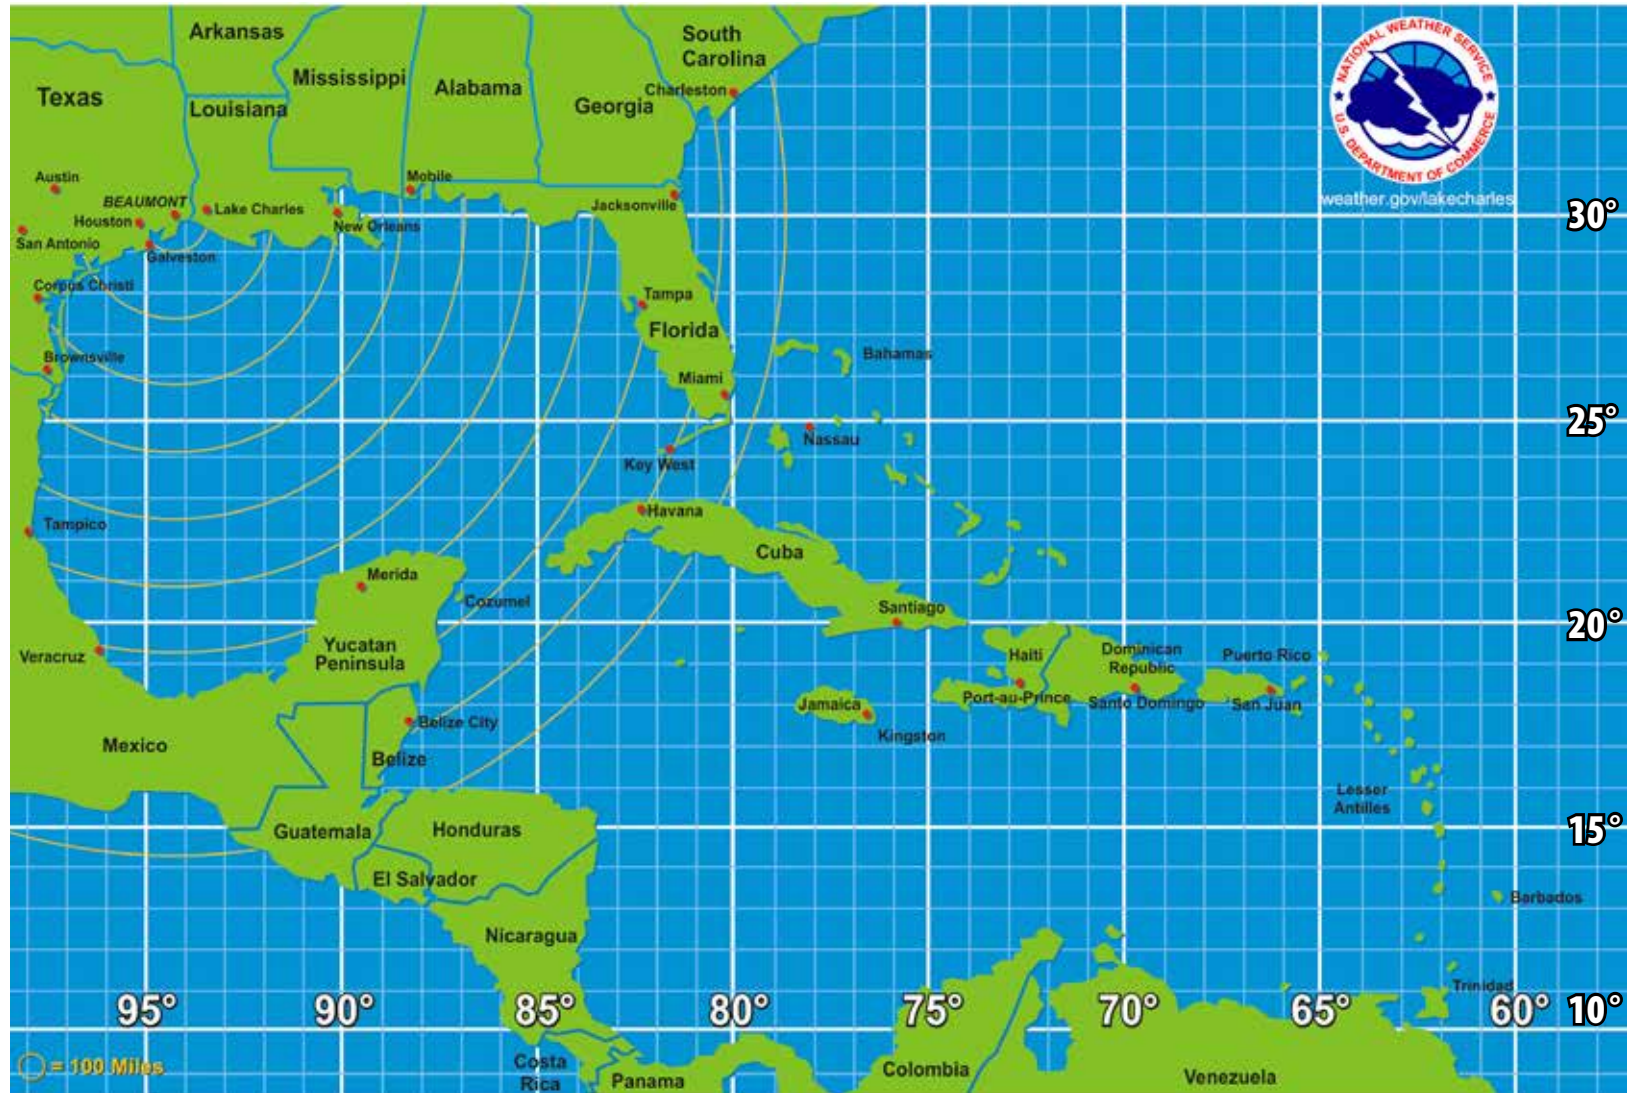 Arkansas
South
Carolina
Mississippi
Alabama
Texas
Louisiana
Georgia
Charleston
NATIONAL WEATHER SERVICE
U.S. DEPARTMENT OF COMMERCE
weather.gov/lakecharles
Austin
Mobile
BEAUMONT
Lake Charles
Jacksonville
Houston
New Orleans
30°
San Antonio
Galveston
Corpus Christi
Tampa
Florida
Brownsville
Bahamas
Miami
25°
Nassau
Key West
Tampico
Havana
Cuba
Merida
Cozumel
Santiago
20°
Yucatan
Peninsula
Veracruz
Haiti
Dominican
Republic
Puerto Rico
Port-au-Prince
Santo Domingo
San Juan
Jamaica
Kingston
Belize City
Mexico
Belize
Lesser
Antilles
15°
Guatemala
Honduras
El Salvador
Barbados
Nicaragua
Trinidad
95°
90°
85°
80°
75°
70°
65°
60°
10°
= 100 Miles
Costa
Rica
Panama
Colombia
Venezuela